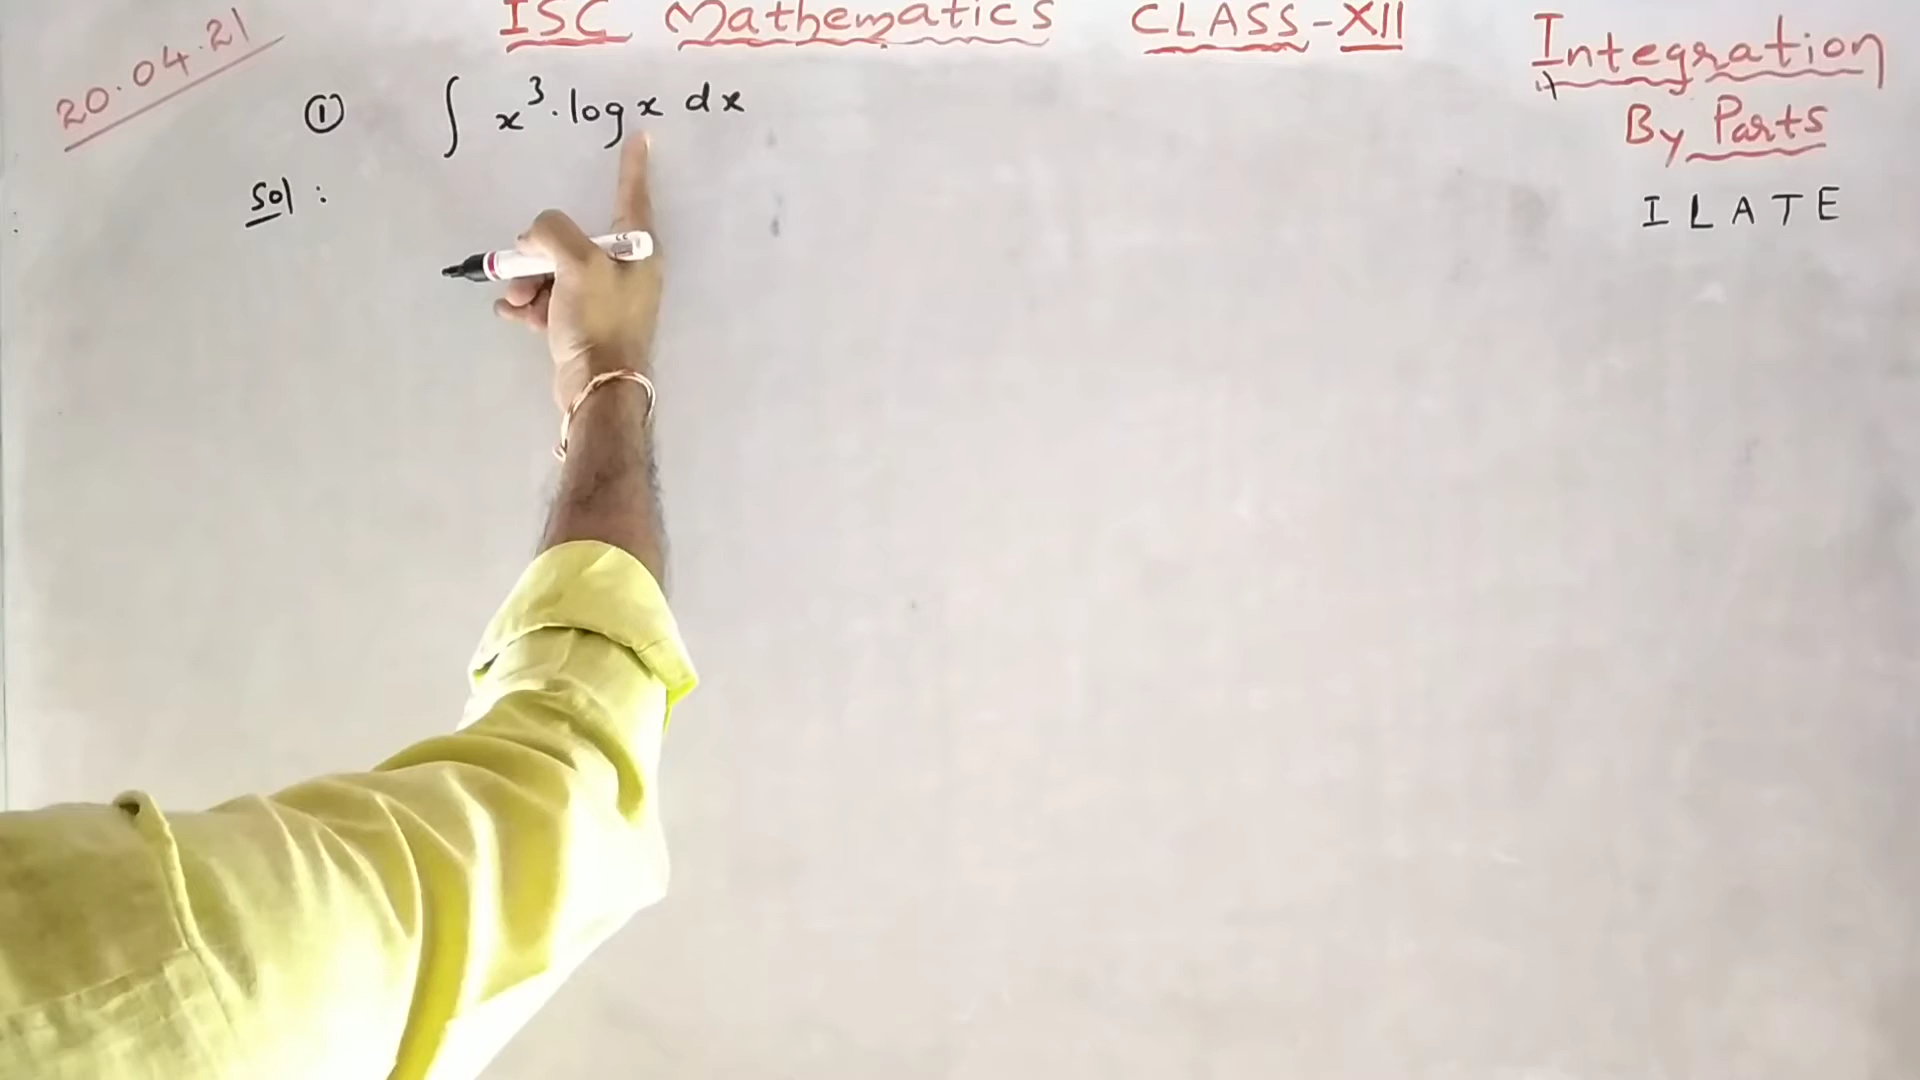 20.04.21
ISC Mathematics CLASS-XII
Integration
By Parts
ILATE
① ∫ x³.log x dx
Sol :